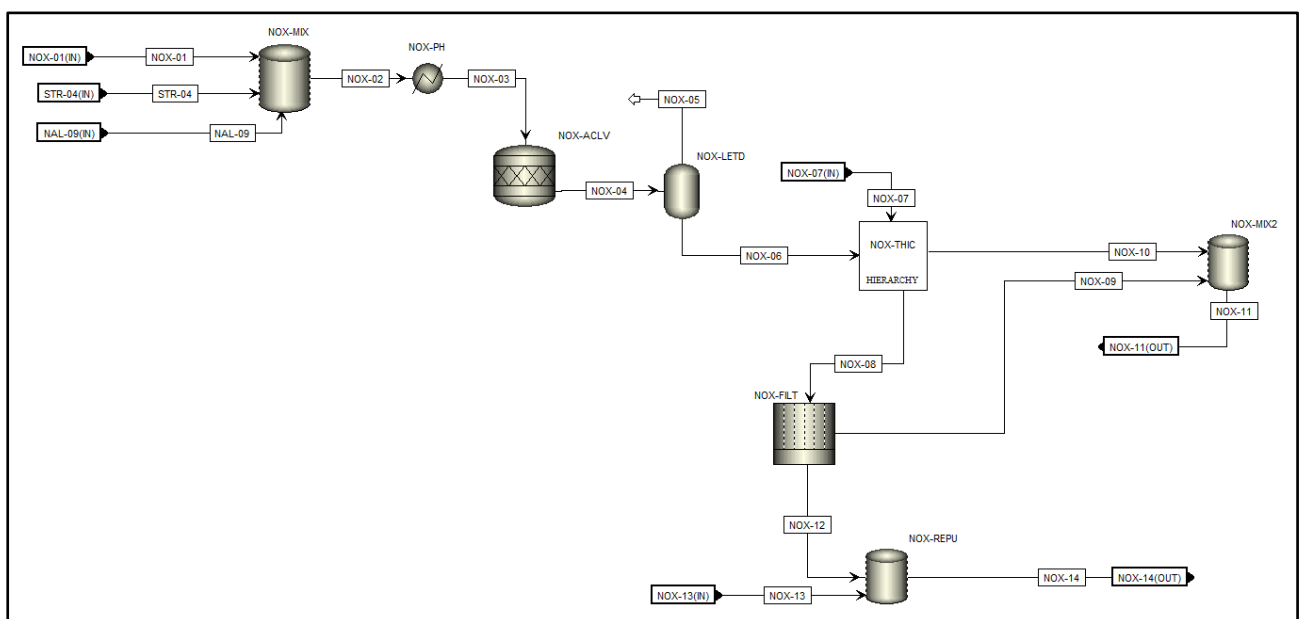 NOX-MIX
NOX-01(IN)
NOX-01
NOX-PH
NOX-02
NOX-03
STR-04(IN)
STR-04
NOX-05
NAL-09(IN)
NAL-09
NOX-ACLV
NOX-LETD
NOX-07(IN)
NOX-04
NOX-07
NOX-MIX2
NOX-THIC
NOX-06
NOX-10
HIERARCHY
NOX-09
NOX-11
NOX-11(OUT)
NOX-08
NOX-FILT
NOX-12
NOX-REPU
NOX-14
NOX-14(OUT)
NOX-13(IN)
NOX-13